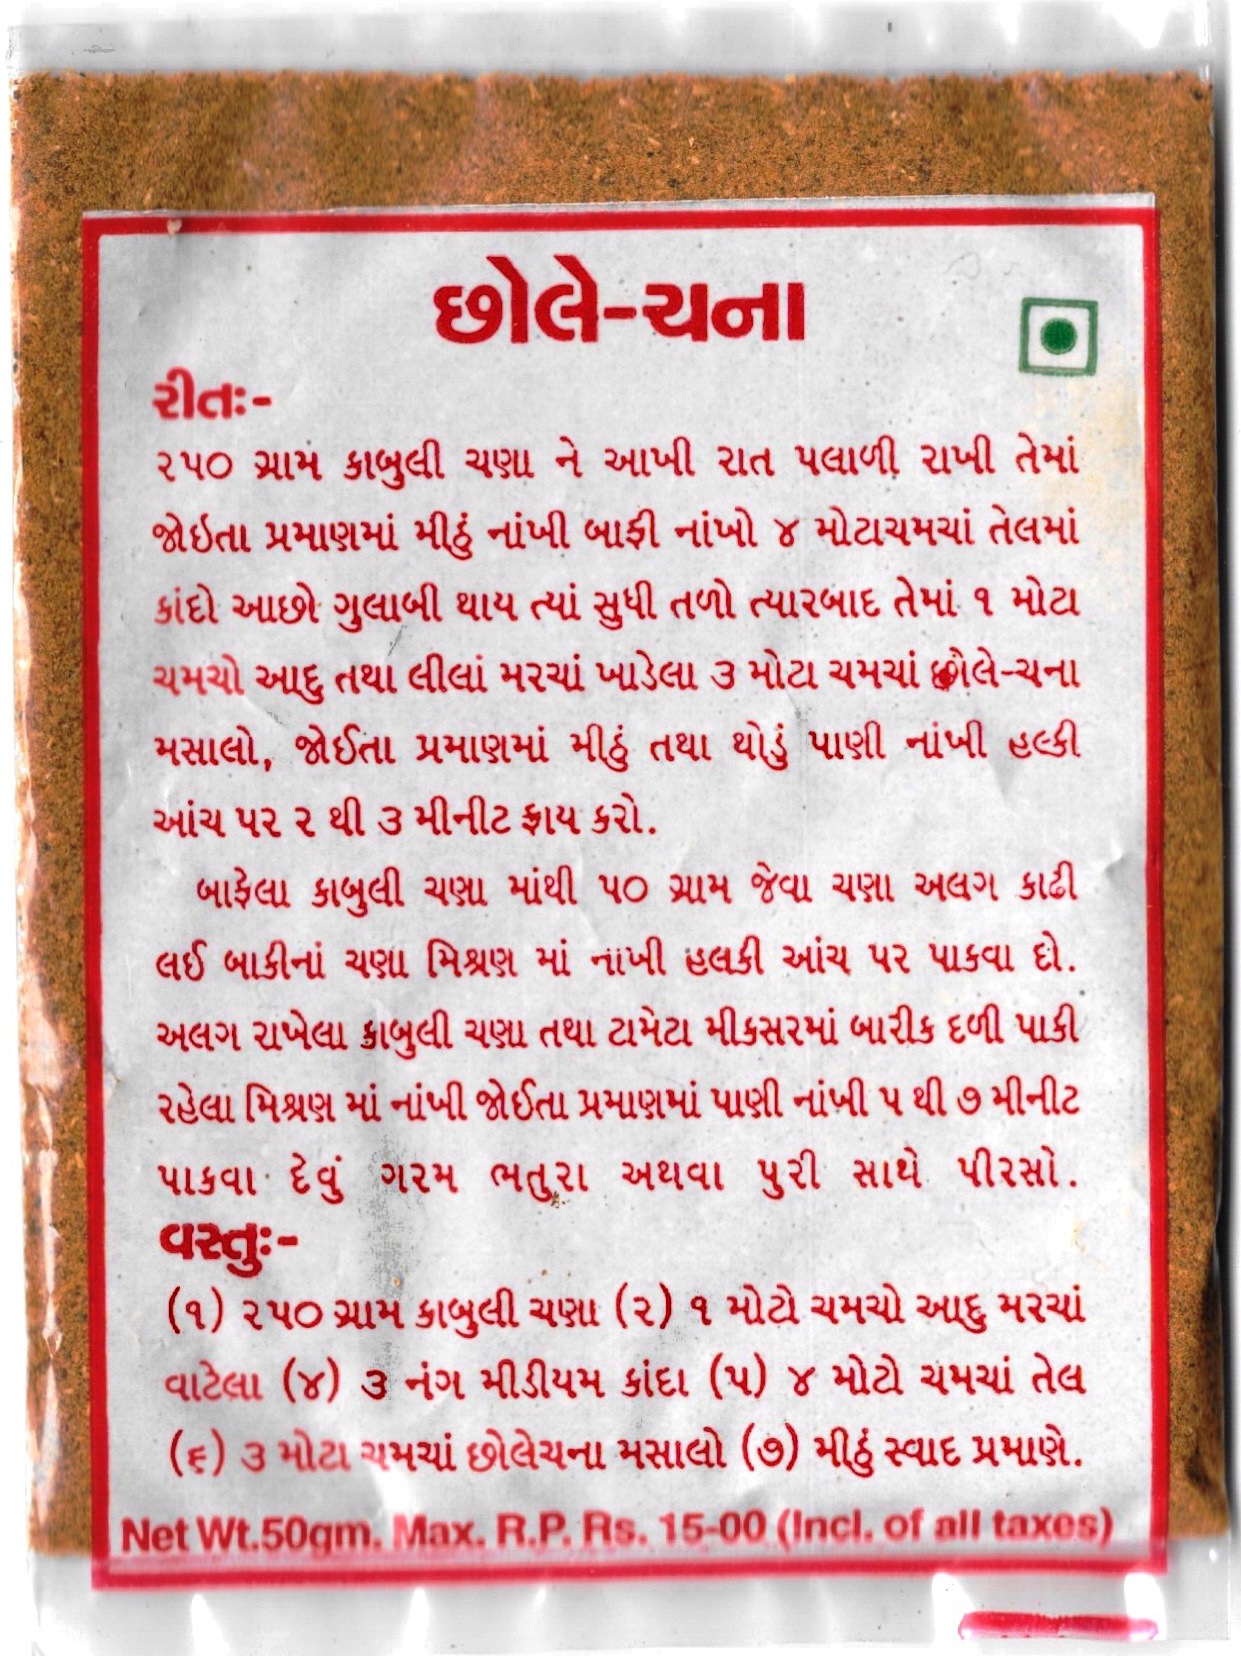 છોલે-ચના
રીતઃ-
૨૫૦ ગ્રામ કાબુલી ચણા ને આખી રાત પલાળી રાખી તેમાં
જોઇતા પ્રમાણમાં મીઠું નાંખી બાફી નાંખો ૪ મોટાચમચાં તેલમાં
કાંદો આછો ગુલાબી થાય ત્યાં સુધી તળો ત્યારબાદ તેમાં ૧ મોટા
ચમચો આદુ તથા લીલાં મરચાં ખાડેલા ૩ મોટા ચમચાં છોલે-ચના
મસાલો, જોઈતા પ્રમાણમાં મીઠું તથા થોડું પાણી નાંખી હલ્કી
આંચ પર ૨ થી ૩ મીનીટ ફ્રાય કરો.
બાફેલા કાબુલી ચણા માંથી ૫૦ ગ્રામ જેવા ચણા અલગ કાઢી
લઈ બાકીનાં ચણા મિશ્રણ માં નાખી હલકી આંચ પર પાકવા દો.
અલગ રાખેલા કાબુલી ચણા તથા ટામેટા મીકસરમાં બારીક દળી પાકી
રહેલા મિશ્રણ માં નાંખી જોઈતા પ્રમાણમાં પાણી નાંખી ૫ થી ૭ મીનીટ
પાકવા દેવું ગરમ ભતુરા અથવા પુરી સાથે પીરસો.
વસ્તુઃ-
(૧) ૨૫૦ ગ્રામ કાબુલી ચણા (૨) ૧ મોટો ચમચો આદુ મરચાં
વાટેલા (૪) ૩ નંગ મીડીયમ કાંદા (૫) ૪ મોટો ચમચાં તેલ
(૬) ૩ મોટા ચમચાં છોલેચના મસાલો (૭) મીઠું સ્વાદ પ્રમાણે.
Net Wt.50gm. Max. R.P. Rs. 15-00 (Incl. of all taxes)